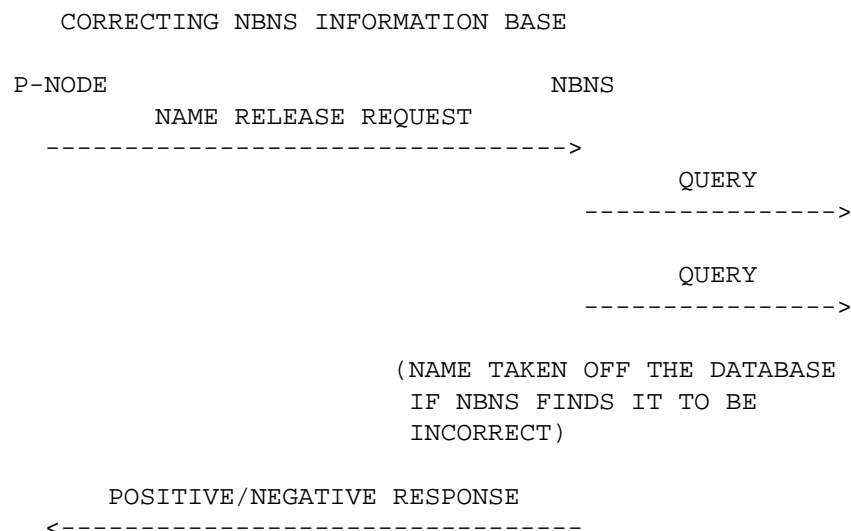 CORRECTING NBNS INFORMATION BASE
P-NODE NBNS
NAME RELEASE REQUEST
--------------------------------->
QUERY
---------------->
QUERY
---------------->
(NAME TAKEN OFF THE DATABASE
IF NBNS FINDS IT TO BE
INCORRECT)
POSITIVE/NEGATIVE RESPONSE
<---------------------------------